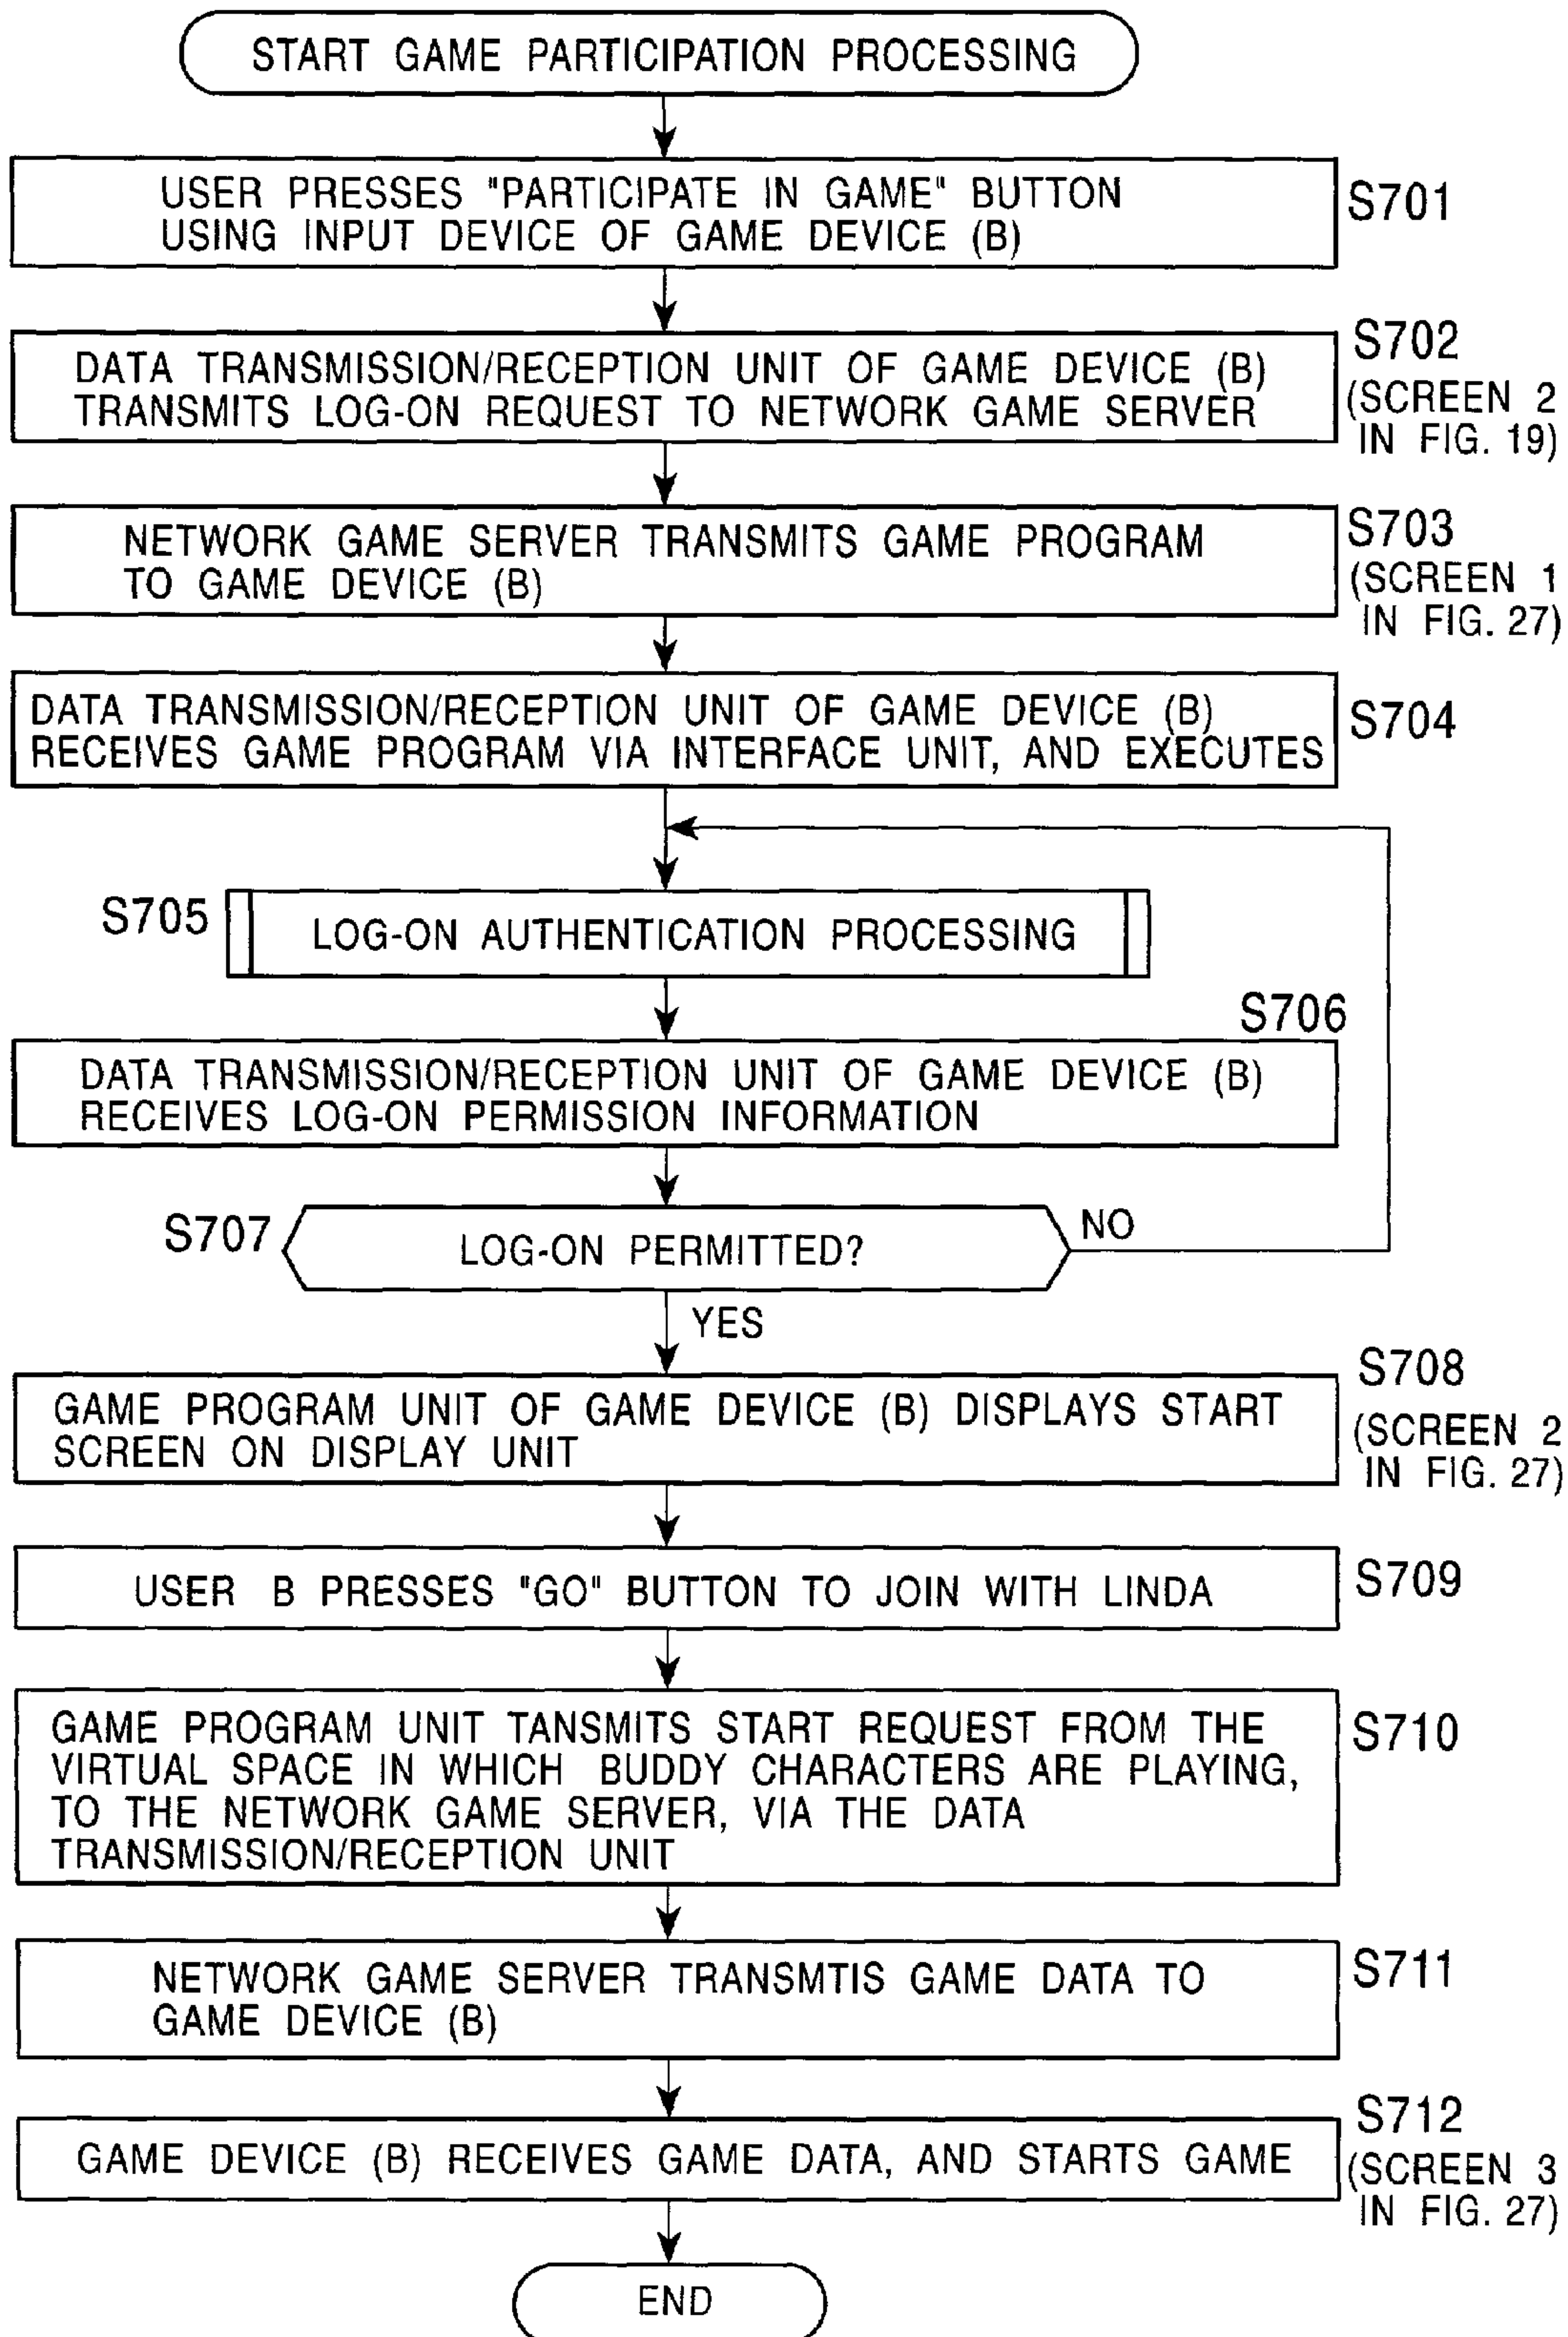 START GAME PARTICIPATION PROCESSING
USER PRESSES "PARTICIPATE IN GAME" BUTTON
USING INPUT DEVICE OF GAME DEVICE (B)
S701
DATA TRANSMISSION/RECEPTION UNIT OF GAME DEVICE (B)
TRANSMITS LOG-ON REQUEST TO NETWORK GAME SERVER
S702
(SCREEN 2
IN FIG. 19)
NETWORK GAME SERVER TRANSMITS GAME PROGRAM
TO GAME DEVICE (B)
S703
(SCREEN 1
IN FIG. 27)
DATA TRANSMISSION/RECEPTION UNIT OF GAME DEVICE (B)
RECEIVES GAME PROGRAM VIA INTERFACE UNIT, AND EXECUTES
S704
S705
LOG-ON AUTHENTICATION PROCESSING
S706
DATA TRANSMISSION/RECEPTION UNIT OF GAME DEVICE (B)
RECEIVES LOG-ON PERMISSION INFORMATION
S707
LOG-ON PERMITTED?
NO
YES
GAME PROGRAM UNIT OF GAME DEVICE (B) DISPLAYS START
SCREEN ON DISPLAY UNIT
S708
(SCREEN 2
IN FIG. 27)
USER B PRESSES "GO" BUTTON TO JOIN WITH LINDA
S709
GAME PROGRAM UNIT TANSMITS START REQUEST FROM THE
VIRTUAL SPACE IN WHICH BUDDY CHARACTERS ARE PLAYING,
TO THE NETWORK GAME SERVER, VIA THE DATA
TRANSMISSION/RECEPTION UNIT
S710
NETWORK GAME SERVER TRANSMTIS GAME DATA TO
GAME DEVICE (B)
S711
GAME DEVICE (B) RECEIVES GAME DATA, AND STARTS GAME
S712
(SCREEN 3
IN FIG. 27)
END